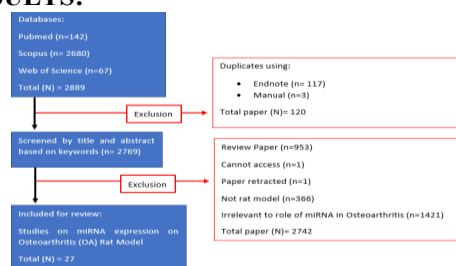 Databases:
Pubmed (n=142)
Scopus (n= 2680)
Web of Science (n=67)
Total (N) = 2889
Duplicates using:
• Endnote (n= 117)
• Manual (n=3)
Total paper (N)= 120
Exclusion
Screened by title and abstract
based on keywords (n= 2769)
Review Paper (n=953)
Cannot access (n=1)
Paper retracted (n=1)
Not rat model (n=366)
Irrelevant to role of miRNA in Osteoarthritis (n=1421)
Total paper (N)= 2742
Exclusion
Included for review:
Studies on miRNA expression on
Osteoarthritis (OA) Rat Model
Total (N) = 27